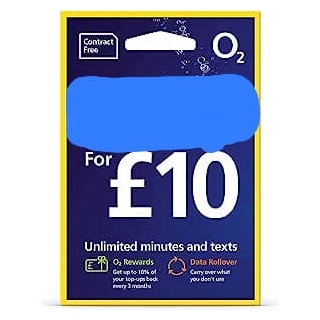 Contract
Free
O2
For
£10
Unlimited minutes and texts
£
O2 Rewards
Get up to 10% of
your top-ups back
every 3 months
Data Rollover
Carry over what
you don't use